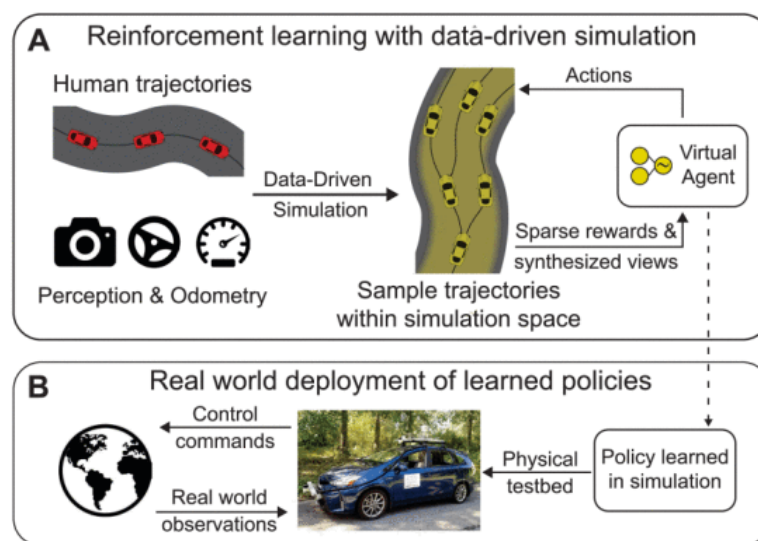 A Reinforcement learning with data-driven simulation
Human trajectories
Perception & Odometry
Data-Driven
Simulation
Sample trajectories
within simulation space
Actions
Virtual
Agent
Sparse rewards &
synthesized views
B Real world deployment of learned policies
Control
commands
Real world
observations
Physical
testbed
Policy learned
in simulation